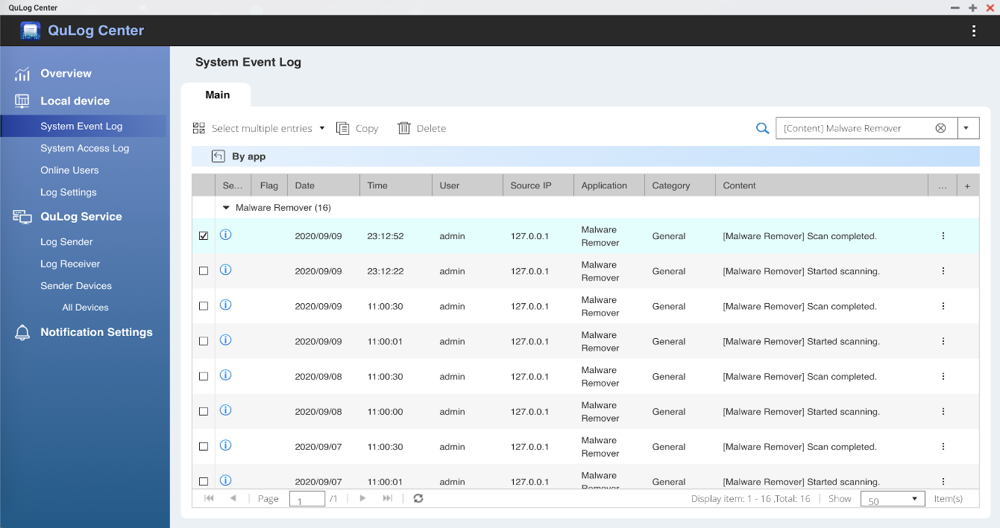 QuLog Center
QuLog Center
Overview
Local device
System Event Log
System Access Log
Online Users
Log Settings
QuLog Service
Log Sender
Log Receiver
Sender Devices
All Devices
Notification Settings
System Event Log
Main
Select multiple entries Copy Delete [Content] Malware Remover
By app
Se... Flag Date Time User Source IP Application Category Content ... +
Malware Remover (16)
2020/09/09 23:12:52 admin 127.0.0.1 Malware Remover General [Malware Remover] Scan completed.
2020/09/09 23:12:22 admin 127.0.0.1 Malware Remover General [Malware Remover] Started scanning.
2020/09/09 11:00:30 admin 127.0.0.1 Malware Remover General [Malware Remover] Scan completed.
2020/09/09 11:00:01 admin 127.0.0.1 Malware Remover General [Malware Remover] Started scanning.
2020/09/08 11:00:30 admin 127.0.0.1 Malware Remover General [Malware Remover] Scan completed.
2020/09/08 11:00:00 admin 127.0.0.1 Malware Remover General [Malware Remover] Started scanning.
2020/09/07 11:00:30 admin 127.0.0.1 Malware Remover General [Malware Remover] Scan completed.
2020/09/07 11:00:01 admin 127.0.0.1 Malware Remover General [Malware Remover] Started scanning.
Page 1 /1 Display item: 1 - 16 ,Total: 16 Show 50 Item(s)